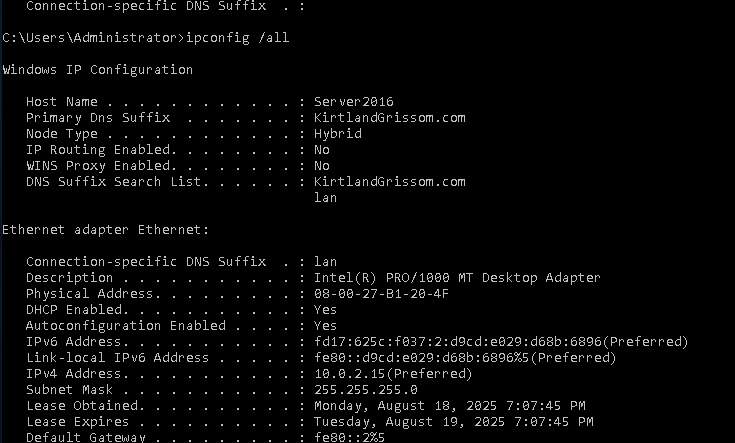 Connection-specific DNS Suffix  . :
C:\Users\Administrator>ipconfig /all
Windows IP Configuration
Host Name . . . . . . . . . . . . : Server2016
Primary Dns Suffix  . . . . . . . : KirtlandGrissom.com
Node Type . . . . . . . . . . . . : Hybrid
IP Routing Enabled. . . . . . . . : No
WINS Proxy Enabled. . . . . . . . : No
DNS Suffix Search List. . . . . . : KirtlandGrissom.com
lan
Ethernet adapter Ethernet:
Connection-specific DNS Suffix  . : lan
Description . . . . . . . . . . . : Intel(R) PRO/1000 MT Desktop Adapter
Physical Address. . . . . . . . . : 08-00-27-B1-20-4F
DHCP Enabled. . . . . . . . . . . : Yes
Autoconfiguration Enabled . . . . : Yes
IPv6 Address. . . . . . . . . . . : fd17:625c:f037:2:d9cd:e029:d68b:6896(Preferred)
Link-local IPv6 Address . . . . . : fe80::d9cd:e029:d68b:6896%5(Preferred)
IPv4 Address. . . . . . . . . . . : 10.0.2.15(Preferred)
Subnet Mask . . . . . . . . . . . : 255.255.255.0
Lease Obtained. . . . . . . . . . : Monday, August 18, 2025 7:07:45 PM
Lease Expires . . . . . . . . . . : Tuesday, August 19, 2025 7:07:45 PM
Default Gateway . . . . . . . . . : fe80::2%5